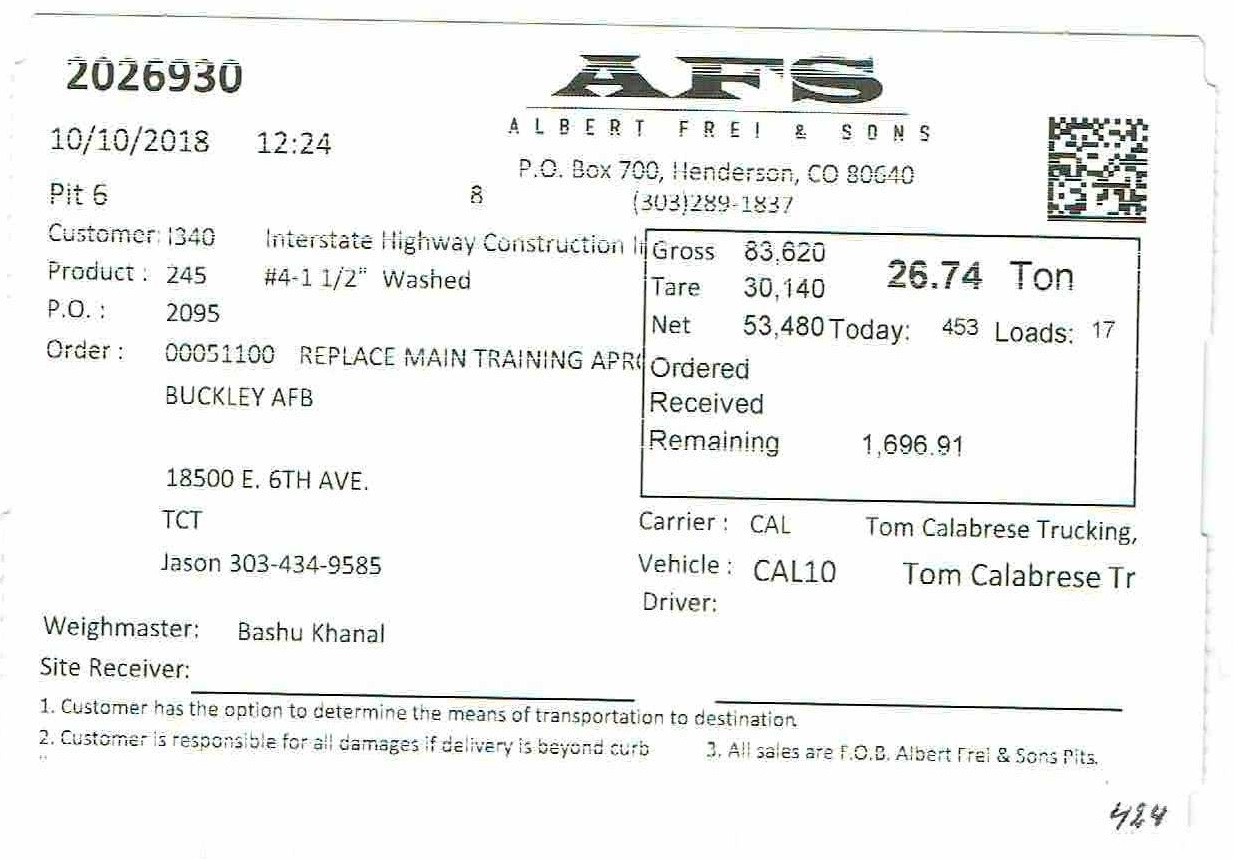 2026930
AFS
ALBERT FREI & SONS
10/10/2018 12:24
P.O. Box 700, Henderson, CO 80640
Pit 6 8 (303)289-1837
Customer: I340 Interstate Highway Construction I
Product : 245 #4-1 1/2" Washed
P.O. : 2095
Order : 00051100 REPLACE MAIN TRAINING APRO
BUCKLEY AFB
18500 E. 6TH AVE.
TCT
Jason 303-434-9585
Gross 83,620 26.74 Ton
Tare 30,140
Net 53,480 Today: 453 Loads: 17
Ordered
Received
Remaining 1,696.91
Carrier : CAL Tom Calabrese Trucking,
Vehicle : CAL10 Tom Calabrese Tr
Driver:
Weighmaster: Bashu Khanal
Site Receiver:
1. Customer has the option to determine the means of transportation to destination
2. Customer is responsible for all damages if delivery is beyond curb 3. All sales are F.O.B. Albert Frei & Sons Pits.
424